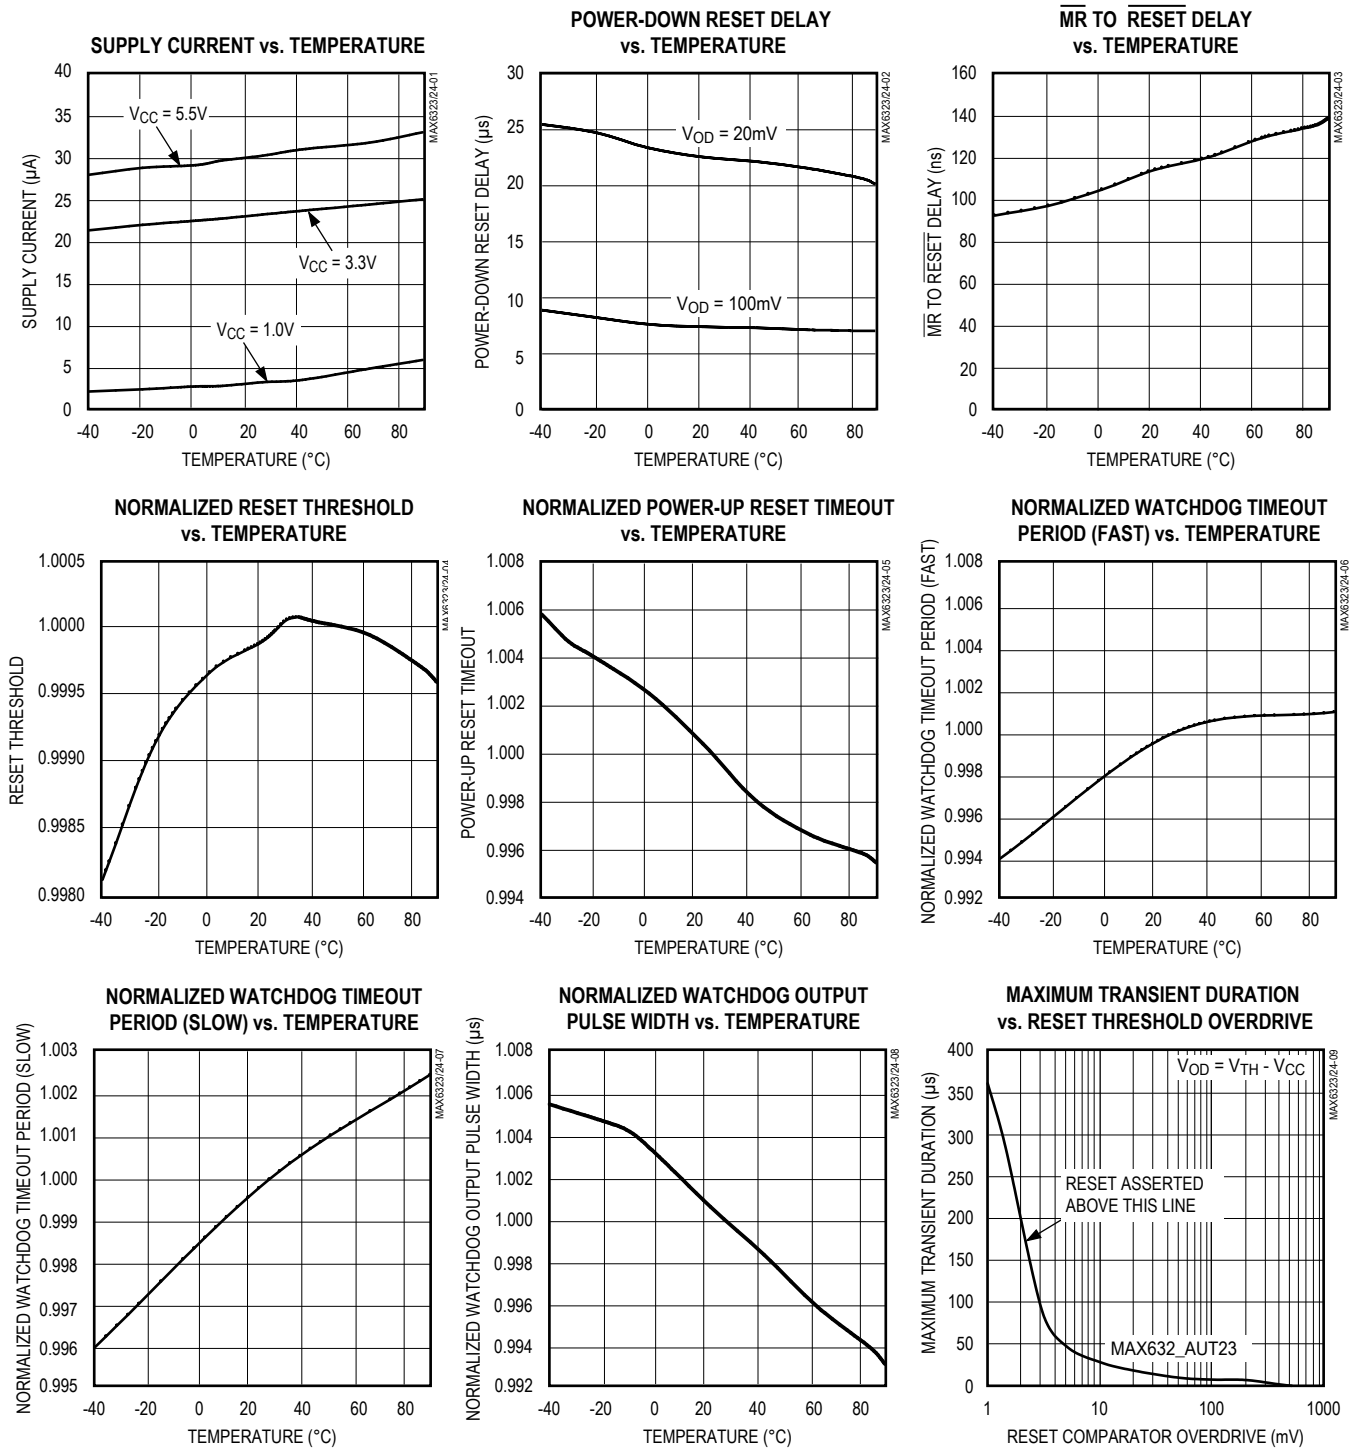 SUPPLY CURRENT vs. TEMPERATURE
SUPPLY CURRENT (µA)
40
35
30
25
20
15
10
5
0
VCC = 5.5V
VCC = 3.3V
VCC = 1.0V
MAX6323/24-01
-40 -20 0 20 40 60 80
TEMPERATURE (°C)
POWER-DOWN RESET DELAY
vs. TEMPERATURE
POWER-DOWN RESET DELAY (µs)
30
25
20
15
10
5
0
VOD = 20mV
VOD = 100mV
MAX6323/24-02
-40 -20 0 20 40 60 80
TEMPERATURE (°C)
MR TO RESET DELAY
vs. TEMPERATURE
MR TO RESET DELAY (ns)
160
140
120
100
80
60
40
20
0
MAX6323/24-03
-40 -20 0 20 40 60 80
TEMPERATURE (°C)
NORMALIZED RESET THRESHOLD
vs. TEMPERATURE
RESET THRESHOLD
1.0005
1.0000
0.9995
0.9990
0.9985
0.9980
MAX6323/24-04
-40 -20 0 20 40 60 80
TEMPERATURE (°C)
NORMALIZED POWER-UP RESET TIMEOUT
vs. TEMPERATURE
POWER-UP RESET TIMEOUT
1.008
1.006
1.004
1.002
1.000
0.998
0.996
0.994
MAX6323/24-05
-40 -20 0 20 40 60 80
TEMPERATURE (°C)
NORMALIZED WATCHDOG TIMEOUT
PERIOD (FAST) vs. TEMPERATURE
NORMALIZED WATCHDOG TIMEOUT PERIOD (FAST)
1.008
1.006
1.004
1.002
1.000
0.998
0.996
0.994
0.992
MAX6323/24-06
-40 -20 0 20 40 60 80
TEMPERATURE (°C)
NORMALIZED WATCHDOG TIMEOUT
PERIOD (SLOW) vs. TEMPERATURE
NORMALIZED WATCHDOG TIMEOUT PERIOD (SLOW)
1.003
1.002
1.001
1.000
0.999
0.998
0.997
0.996
0.995
MAX6323/24-07
-40 -20 0 20 40 60 80
TEMPERATURE (°C)
NORMALIZED WATCHDOG OUTPUT
PULSE WIDTH vs. TEMPERATURE
NORMALIZED WATCHDOG OUTPUT PULSE WIDTH (µs)
1.008
1.006
1.004
1.002
1.000
0.998
0.996
0.994
0.992
MAX6323/24-08
-40 -20 0 20 40 60 80
TEMPERATURE (°C)
MAXIMUM TRANSIENT DURATION
vs. RESET THRESHOLD OVERDRIVE
MAXIMUM TRANSIENT DURATION (µs)
400
350
300
250
200
150
100
50
0
VOD = VTH - VCC
RESET ASSERTED
ABOVE THIS LINE
MAX632_AUT23
MAX6323/24-09
1 10 100 1000
RESET COMPARATOR OVERDRIVE (mV)